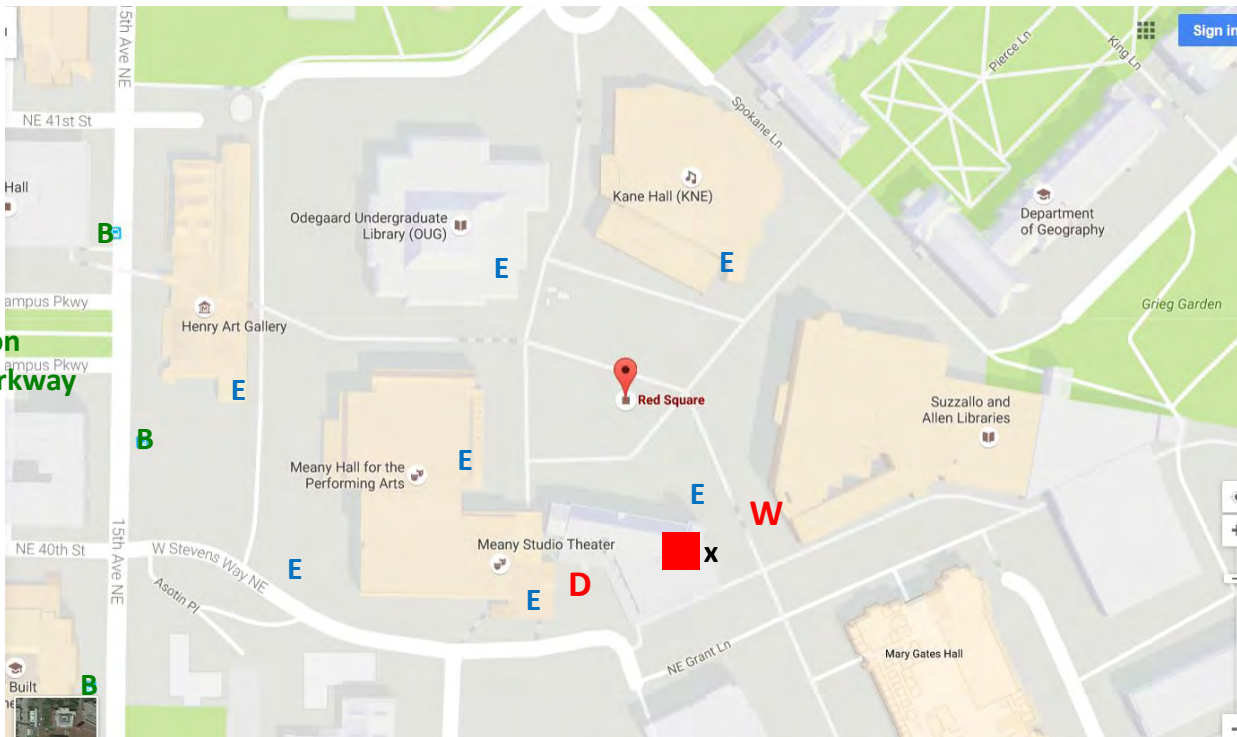 15th Ave NE
Sign in
Pierce Ln
King Ln
NE 41st St
Spokane Ln
Hall
Kane Hall (KNE)
Odegaard Undergraduate
Library (OUG)
Department
of Geography
B
E
E
ampus Pkwy
Henry Art Gallery
Grieg Garden
on
ampus Pkwy
rkway
E
Red Square
Suzzallo and
Allen Libraries
B
Meany Hall for the
Performing Arts
E
E
W
NE 40th St
15th Ave NE
W Stevens Way NE
Meany Studio Theater
x
E
D
E
Asotin Pl
NE Grant Ln
Mary Gates Hall
Built
B